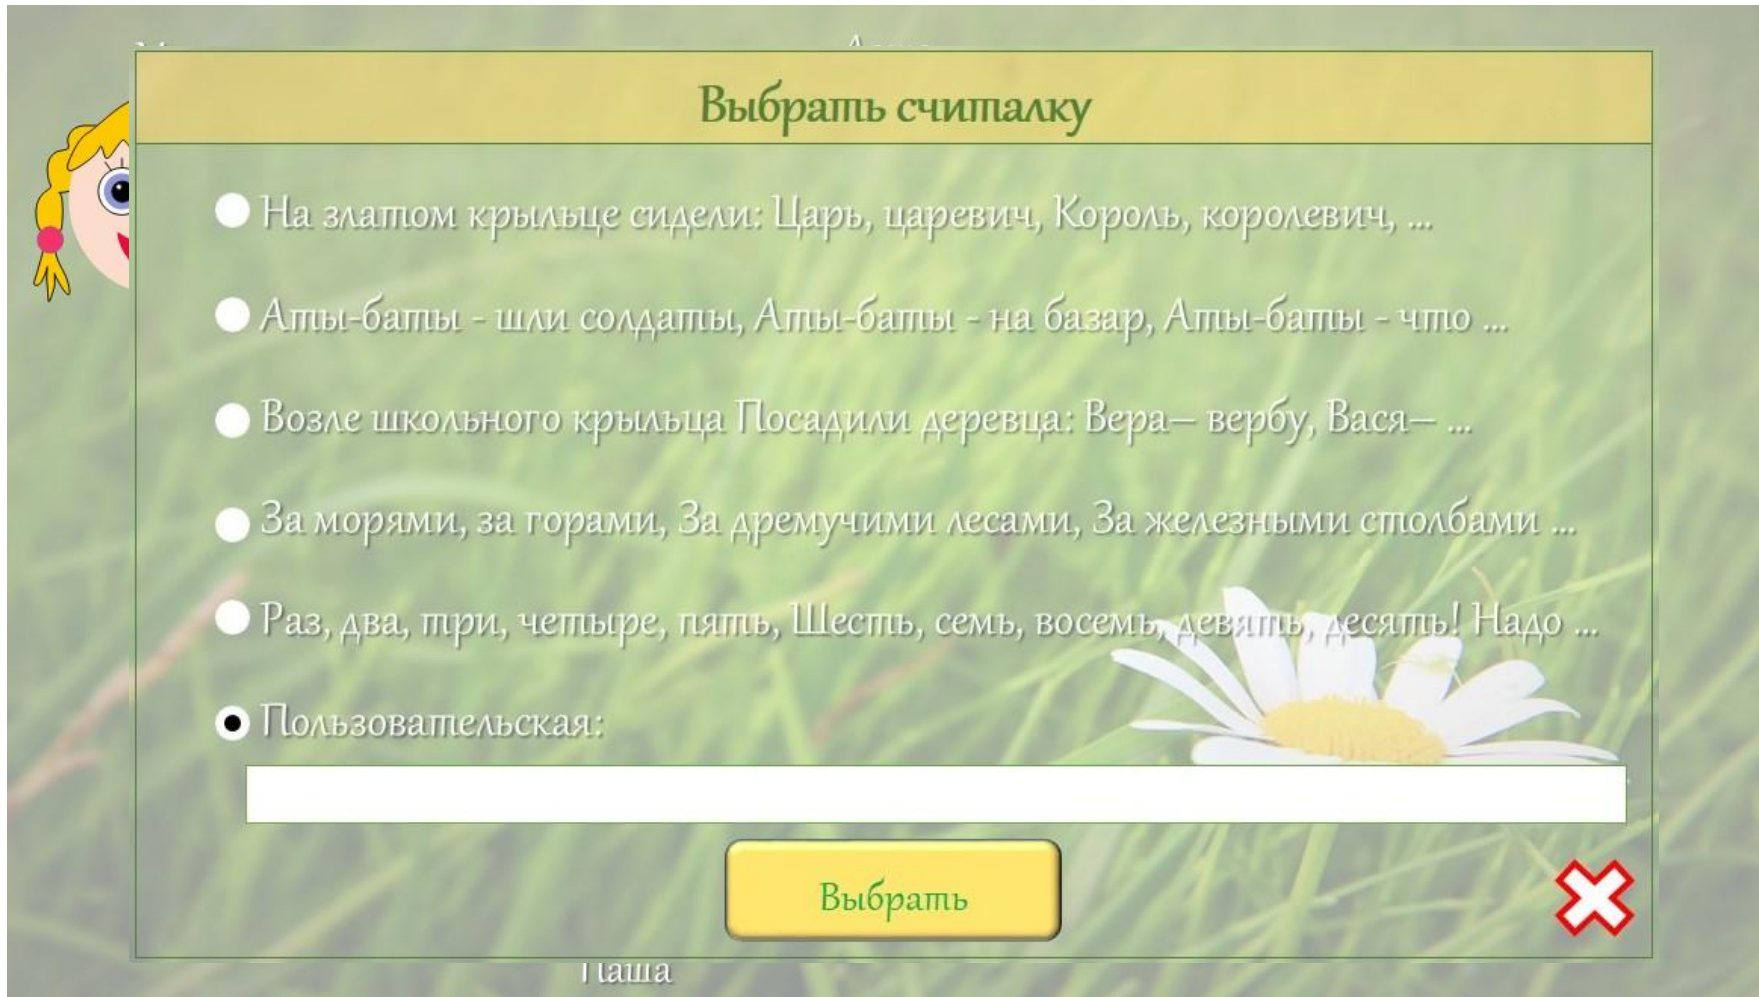 Выбрать считалку
На златом крыльце сидели: Царь, царевич, Король, королевич, ...
Аты-баты - шли солдаты, Аты-баты - на базар, Аты-баты - что ...
Возле школьного крыльца Посадили деревца: Вера— вербу, Вася— ...
За морями, за горами, За дремучими лесами, За железными столбами ...
Раз, два, три, четыре, пять, Шесть, семь, восемь, девять, десять! Надо ...
Пользовательская:
Выбрать
Паша